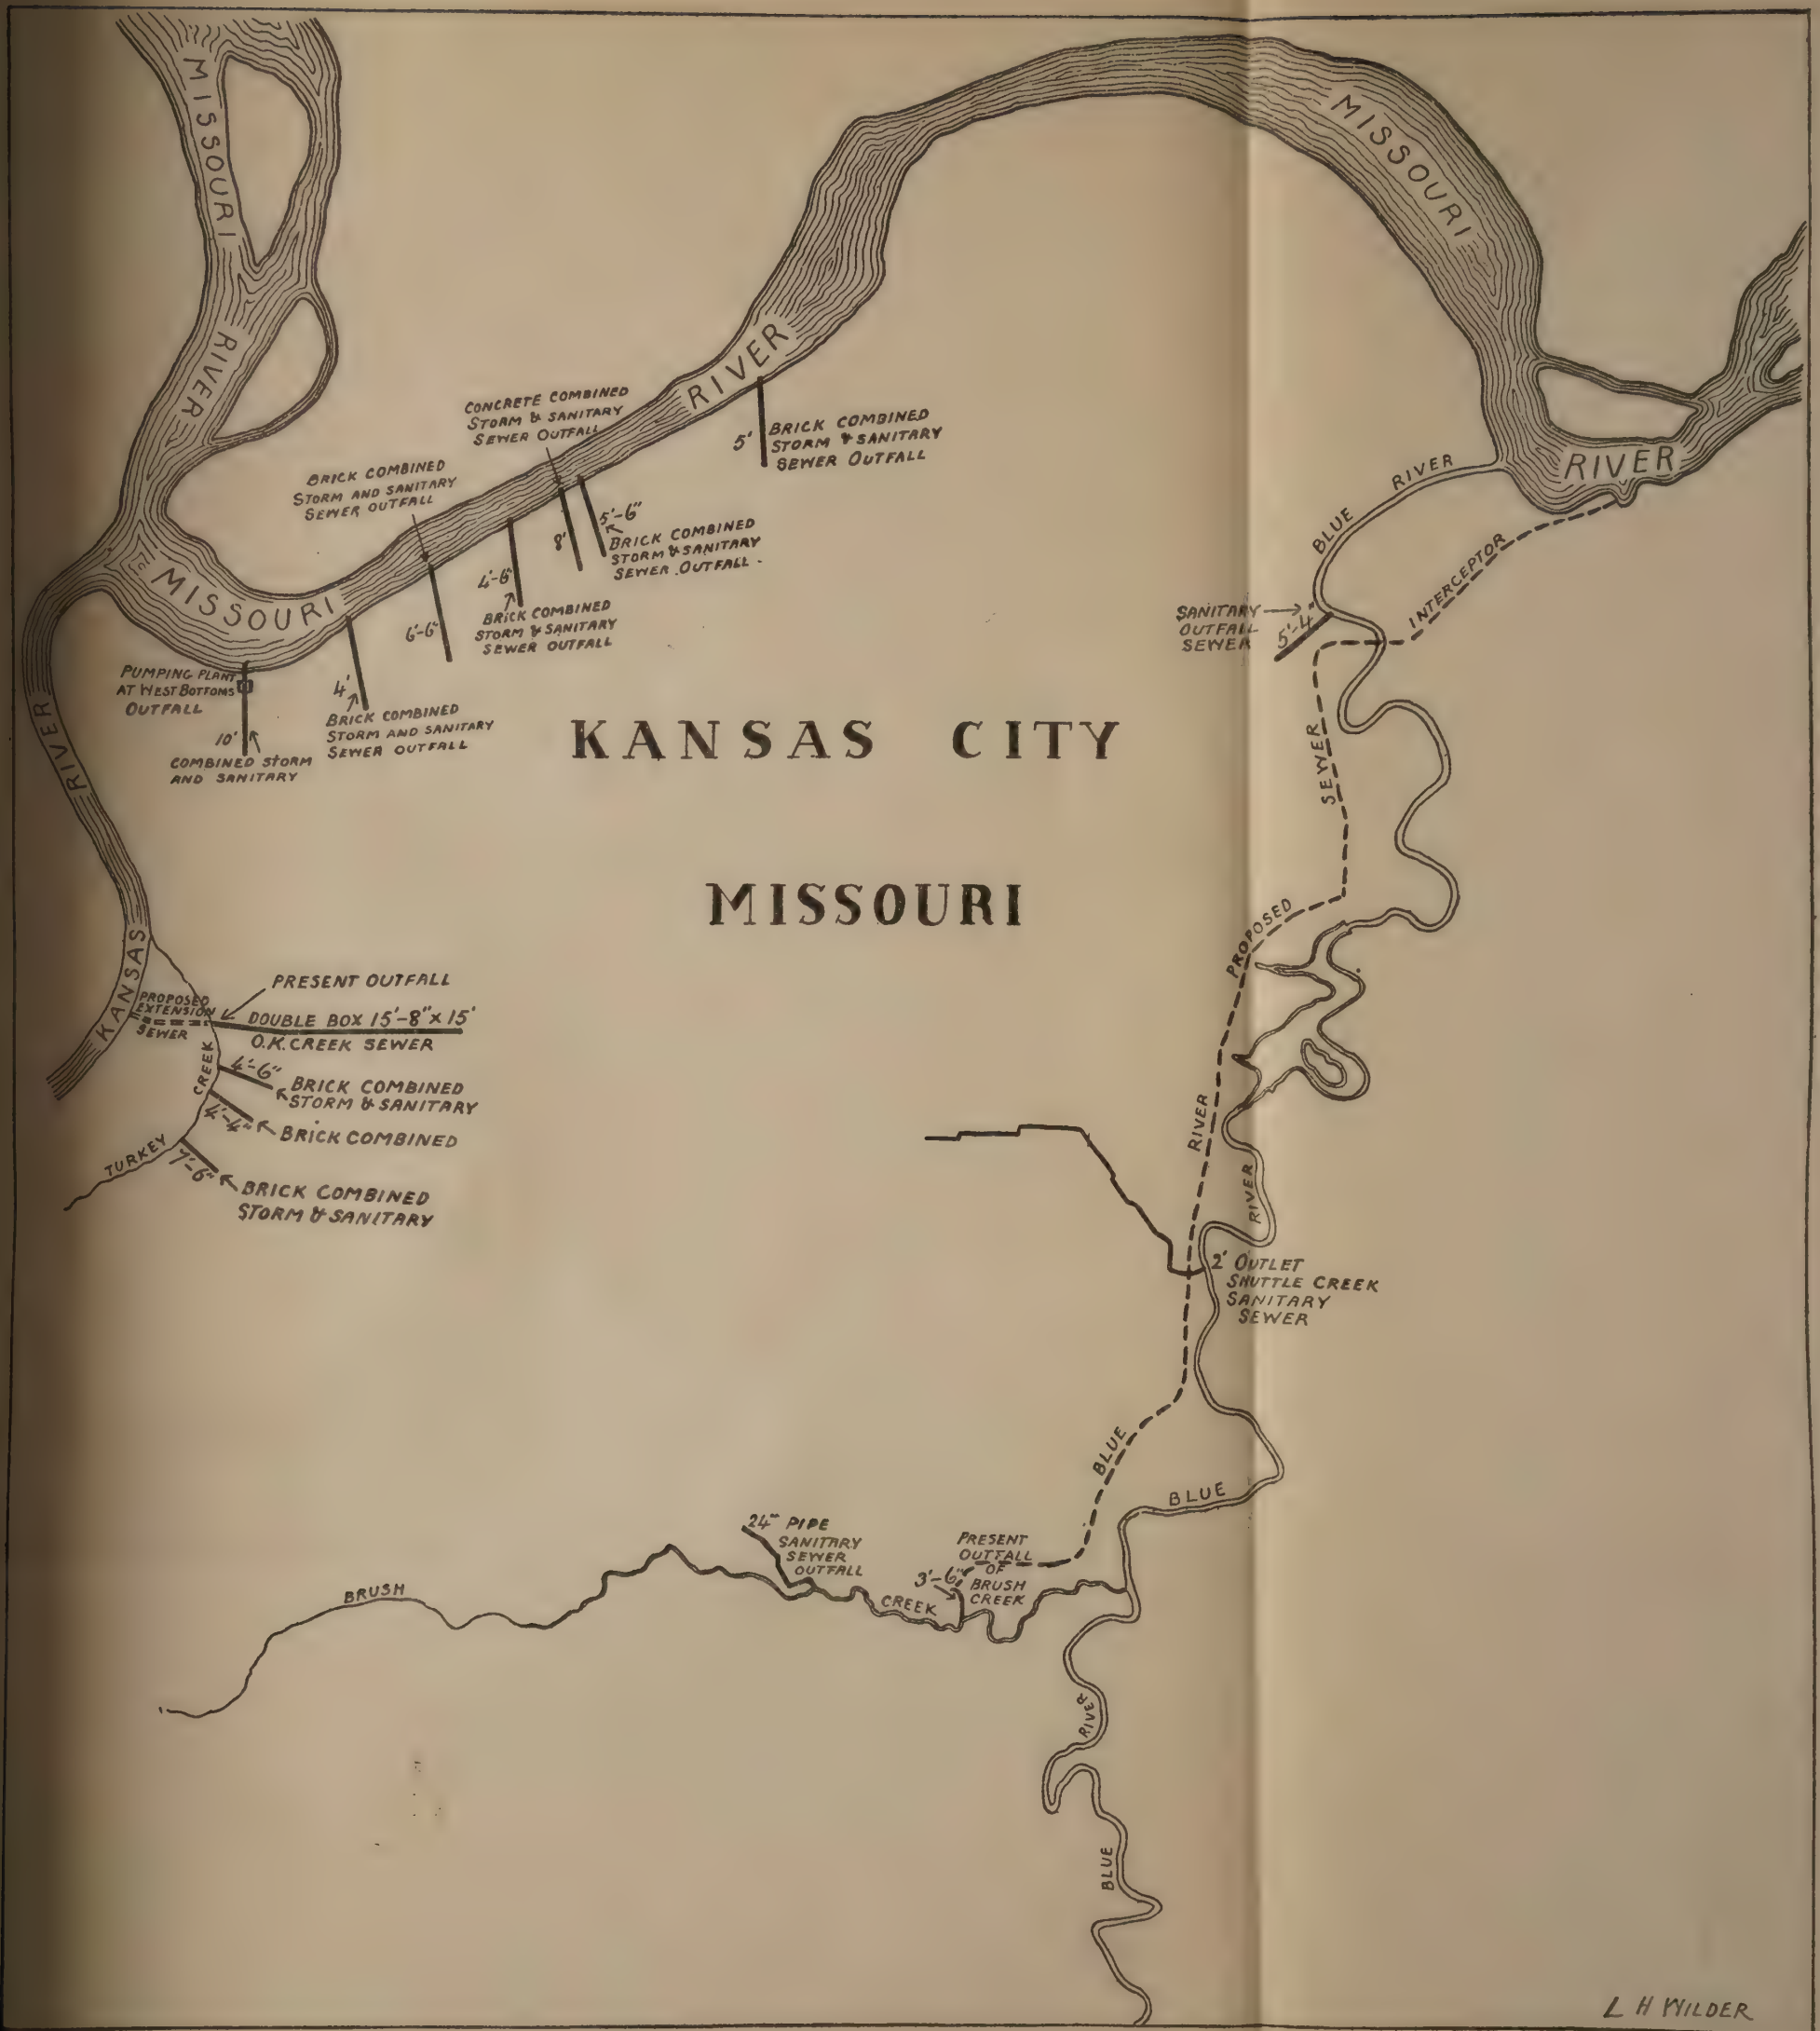 MISSOURI
RIVER
MISSOURI
RIVER
MISSOURI
RIVER
CONCRETE COMBINED
STORM & SANITARY
SEWER OUTFALL
BRICK COMBINED
STORM AND SANITARY
SEWER OUTFALL
5'
BRICK COMBINED
STORM & SANITARY
SEWER OUTFALL
8'
5'-6"
BRICK COMBINED
STORM & SANITARY
SEWER OUTFALL
4'-6"
BRICK COMBINED
STORM & SANITARY
SEWER OUTFALL
6'-6"
4'
BRICK COMBINED
STORM AND SANITARY
SEWER OUTFALL
PUMPING PLANT
AT WEST BOTTOMS
OUTFALL
10'
COMBINED STORM
AND SANITARY
KANSAS CITY
MISSOURI
BLUE RIVER
SANITARY
OUTFALL
SEWER
5'-4"
INTERCEPTOR
SEWER
PROPOSED
RIVER
BLUE
KANSAS RIVER
PRESENT OUTFALL
PROPOSED
EXTENSION
SEWER
DOUBLE BOX 15'-8" x 15'
O.K. CREEK SEWER
4'-6"
BRICK COMBINED
STORM & SANITARY
BRICK COMBINED
7'-6"
BRICK COMBINED
STORM & SANITARY
TURKEY CREEK
RIVER
2' OUTLET
SHUTTLE CREEK
SANITARY
SEWER
BLUE
24" PIPE
SANITARY
SEWER
OUTFALL
PRESENT
OUTFALL
OF
BRUSH
CREEK
3'-6"
BRUSH CREEK
RIVER
BLUE
L H WILDER